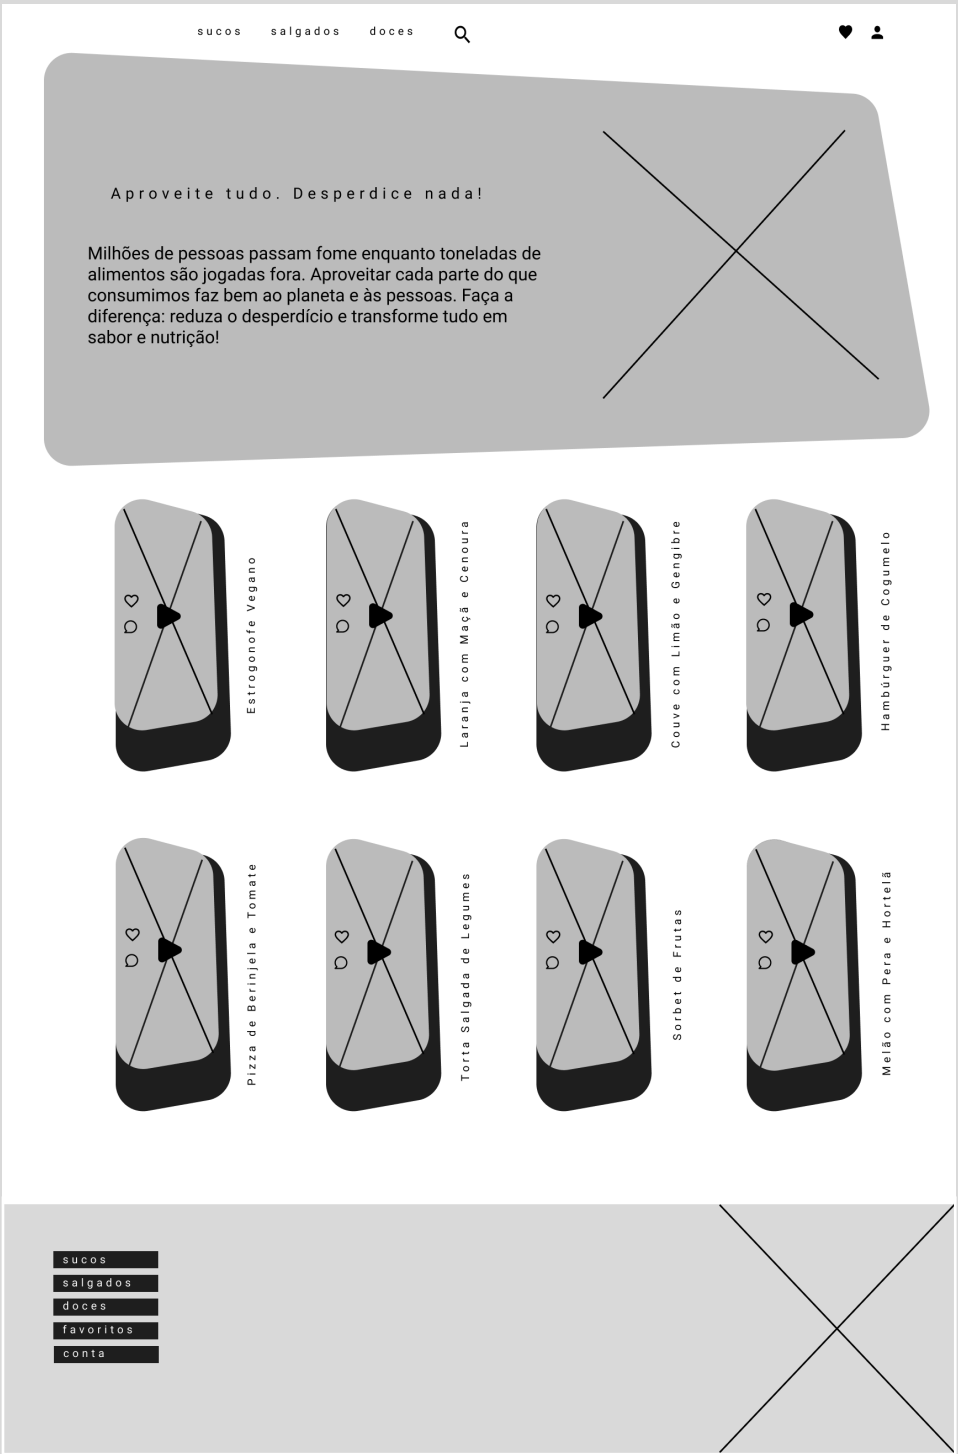 sucos salgados doces
Aproveite tudo. Desperdice nada!
Milhões de pessoas passam fome enquanto toneladas de
alimentos são jogadas fora. Aproveitar cada parte do que
consumimos faz bem ao planeta e às pessoas. Faça a
diferença: reduza o desperdício e transforme tudo em
sabor e nutrição!
Estrogonofe Vegano
Laranja com Maçã e Cenoura
Couve com Limão e Gengibre
Hambúrguer de Cogumelo
Pizza de Berinjela e Tomate
Torta Salgada de Legumes
Sorbet de Frutas
Melão com Pera e Hortelã
sucos
salgados
doces
favoritos
conta